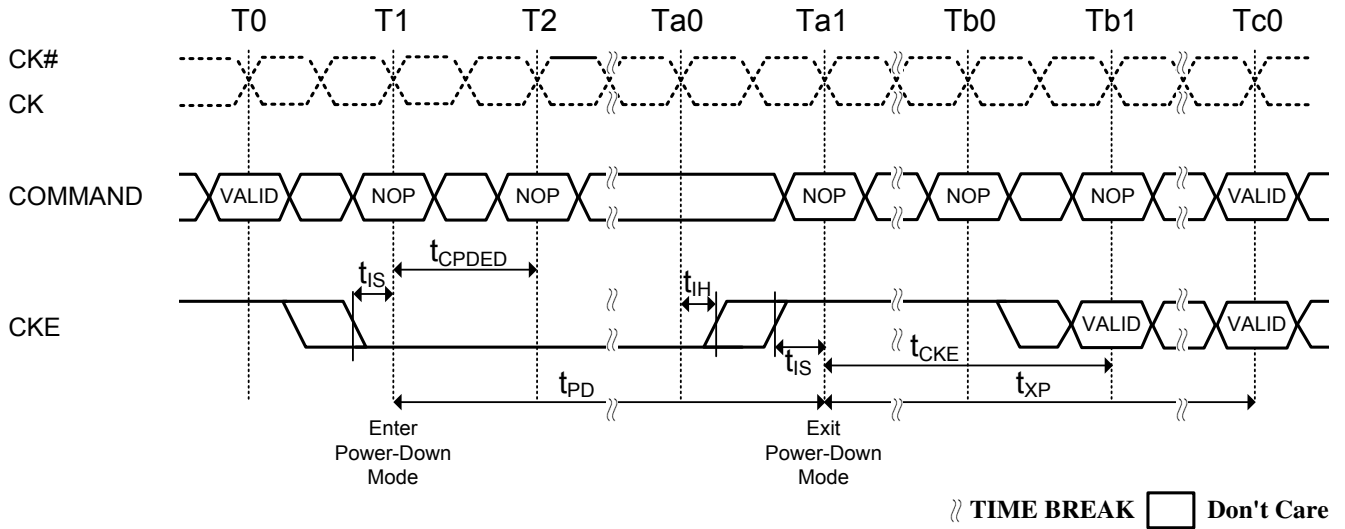 T0 T1 T2 Ta0 Ta1 Tb0 Tb1 Tc0
CK#
CK
COMMAND VALID NOP NOP NOP NOP NOP VALID
tIS tCPDED tIH
CKE VALID VALID
tIS tCKE
tPD tXP
Enter
Power-Down
Mode
Exit
Power-Down
Mode
TIME BREAK Don't Care